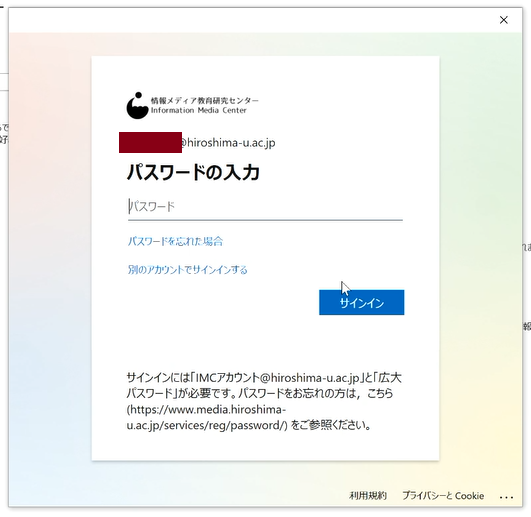 情報メディア教育研究センター
Information Media Center
@hiroshima-u.ac.jp
パスワードの入力
パスワード
パスワードを忘れた場合
別のアカウントでサインインする
サインイン
サインインには「IMCアカウント@hiroshima-u.ac.jp」と「広大
パスワード」が必要です。パスワードをお忘れの方は，こちら
(https://www.media.hiroshima-
u.ac.jp/services/reg/password/) をご参照ください。
利用規約 プライバシーと Cookie ...